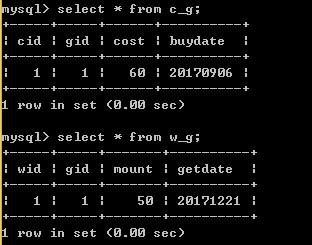 mysql> select * from c_g;
+-----+-----+------+----------+
| cid | gid | cost | buydate  |
+-----+-----+------+----------+
|   1 |   1 |   60 | 20170906 |
+-----+-----+------+----------+
1 row in set (0.00 sec)
mysql> select * from w_g;
+-----+-----+-------+----------+
| wid | gid | mount | getdate  |
+-----+-----+-------+----------+
|   1 |   1 |    50 | 20171221 |
+-----+-----+-------+----------+
1 row in set (0.00 sec)